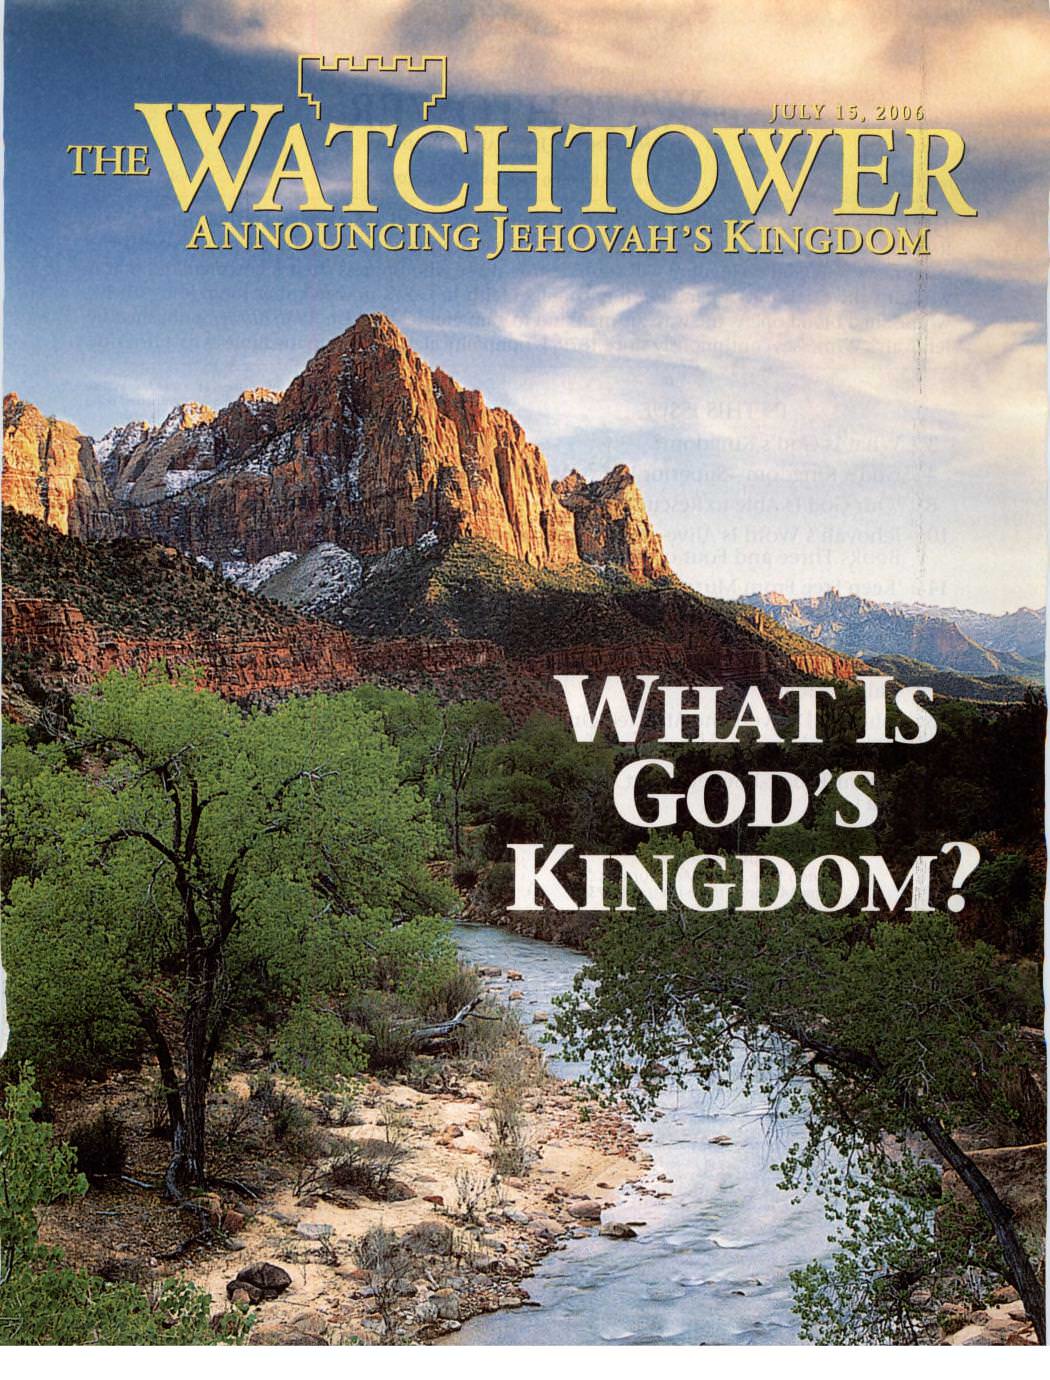 JULY 15, 2006
THE WATCHTOWER
ANNOUNCING JEHOVAH'S KINGDOM
WHAT IS
GOD'S
KINGDOM?